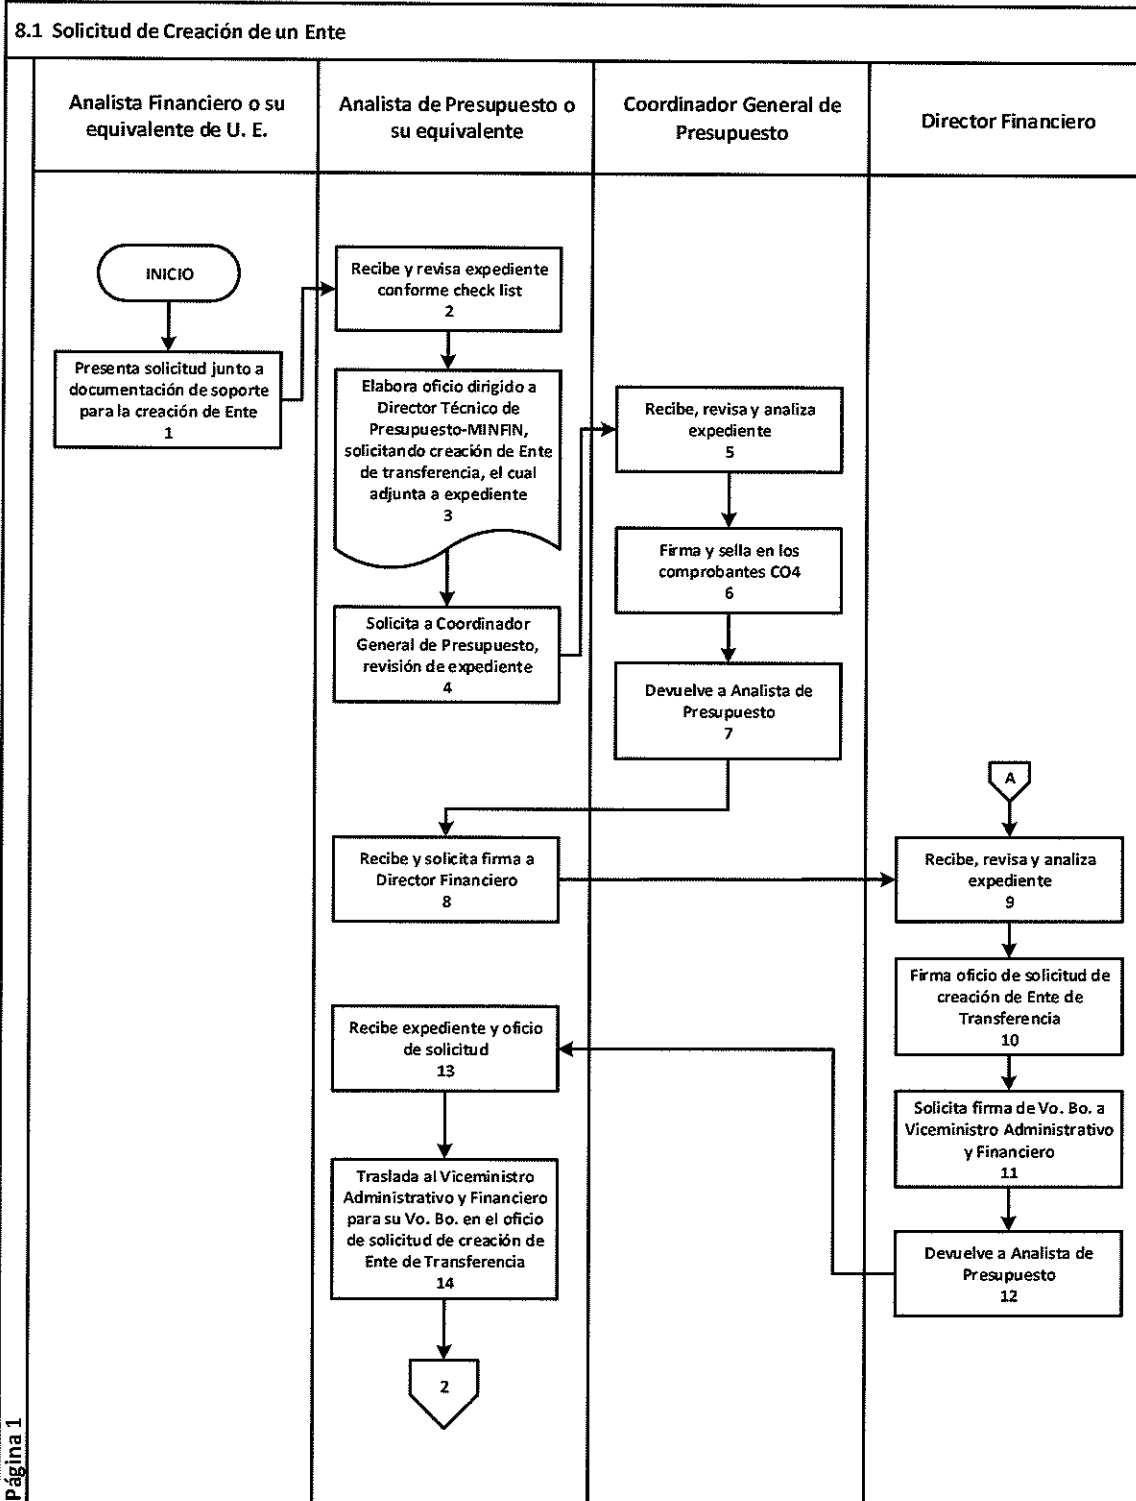 8.1 Solicitud de Creación de un Ente
Analista Financiero o su
equivalente de U. E.
Analista de Presupuesto o
su equivalente
Coordinador General de
Presupuesto
Director Financiero
INICIO
Presenta solicitud junto a
documentación de soporte
para la creación de Ente
1
Recibe y revisa expediente
conforme check list
2
Elabora oficio dirigido a
Director Técnico de
Presupuesto-MINFIN,
solicitando creación de Ente
de transferencia, el cual
adjunta a expediente
3
Solicita a Coordinador
General de Presupuesto,
revisión de expediente
4
Recibe, revisa y analiza
expediente
5
Firma y sella en los
comprobantes CO4
6
Devuelve a Analista de
Presupuesto
7
Recibe y solicita firma a
Director Financiero
8
A
Recibe, revisa y analiza
expediente
9
Firma oficio de solicitud de
creación de Ente de
Transferencia
10
Solicita firma de Vo. Bo. a
Viceministro Administrativo
y Financiero
11
Devuelve a Analista de
Presupuesto
12
Recibe expediente y oficio
de solicitud
13
Traslada al Viceministro
Administrativo y Financiero
para su Vo. Bo. en el oficio
de solicitud de creación de
Ente de Transferencia
14
2
Página 1